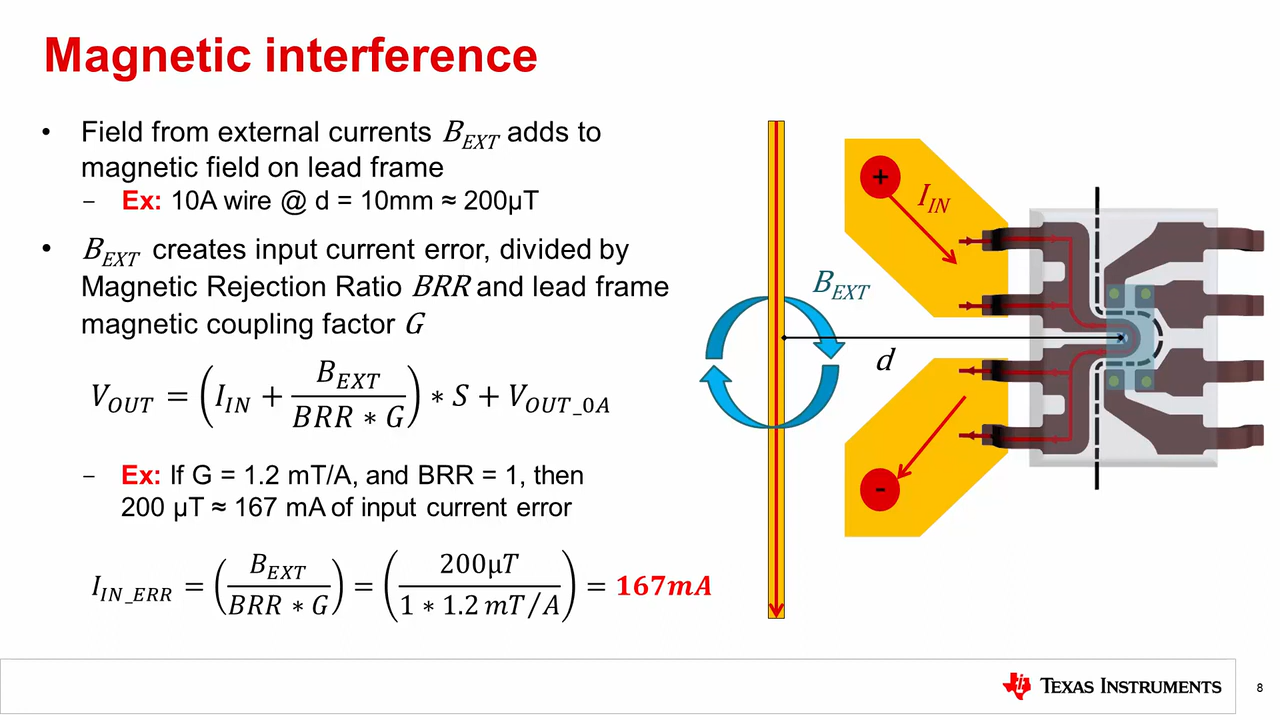 Magnetic interference
• Field from external currents B_EXT adds to
magnetic field on lead frame
− Ex: 10A wire @ d = 10mm ≈ 200µT
• B_EXT creates input current error, divided by
Magnetic Rejection Ratio BRR and lead frame
magnetic coupling factor G
V_OUT = (I_IN + B_EXT / (BRR * G)) * S + V_OUT_0A
− Ex: If G = 1.2 mT/A, and BRR = 1, then
200 µT ≈ 167 mA of input current error
I_IN_ERR = (B_EXT / (BRR * G)) = (200µT / (1 * 1.2 mT/A)) = 167mA
+
I_IN
B_EXT
d
-
TEXAS INSTRUMENTS
8